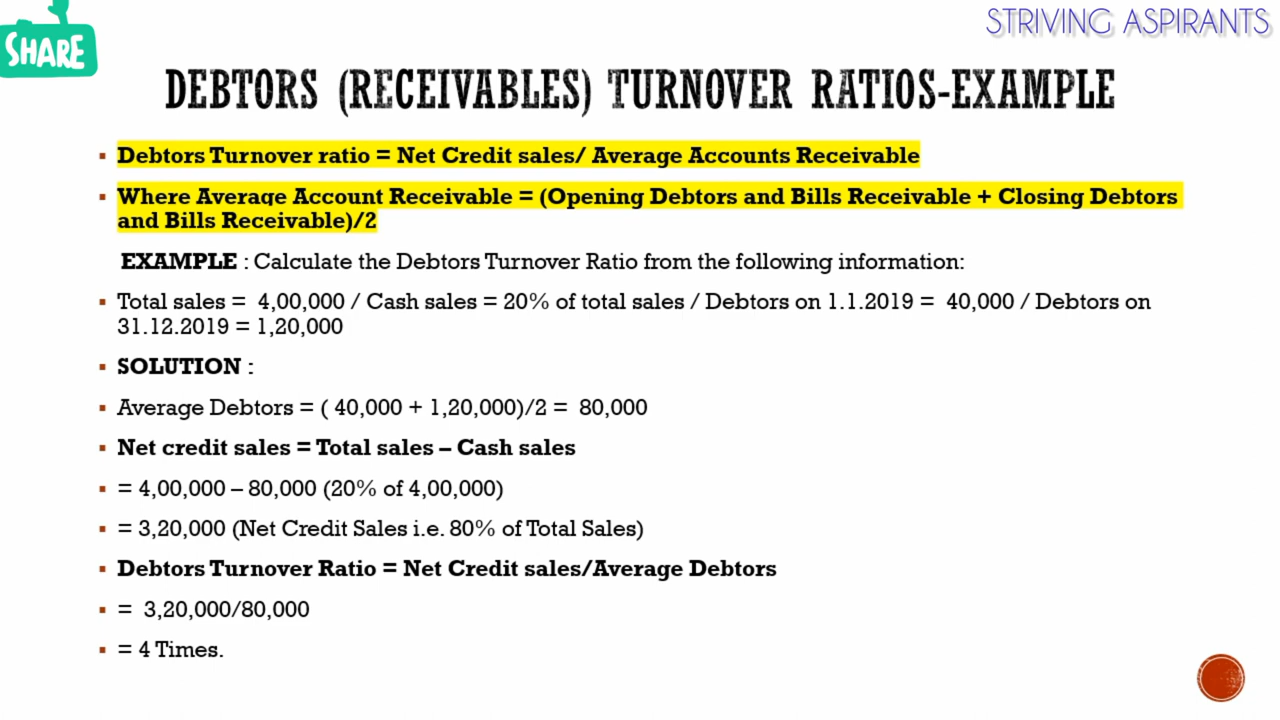 SHARE
STRIVING ASPIRANTS
DEBTORS (RECEIVABLES) TURNOVER RATIOS-EXAMPLE
▪ Debtors Turnover ratio = Net Credit sales/ Average Accounts Receivable
▪ Where Average Account Receivable = (Opening Debtors and Bills Receivable + Closing Debtors
and Bills Receivable)/2
EXAMPLE : Calculate the Debtors Turnover Ratio from the following information:
▪ Total sales = 4,00,000 / Cash sales = 20% of total sales / Debtors on 1.1.2019 = 40,000 / Debtors on
31.12.2019 = 1,20,000
▪ SOLUTION :
▪ Average Debtors = ( 40,000 + 1,20,000)/2 = 80,000
▪ Net credit sales = Total sales – Cash sales
▪ = 4,00,000 – 80,000 (20% of 4,00,000)
▪ = 3,20,000 (Net Credit Sales i.e. 80% of Total Sales)
▪ Debtors Turnover Ratio = Net Credit sales/Average Debtors
▪ = 3,20,000/80,000
▪ = 4 Times.